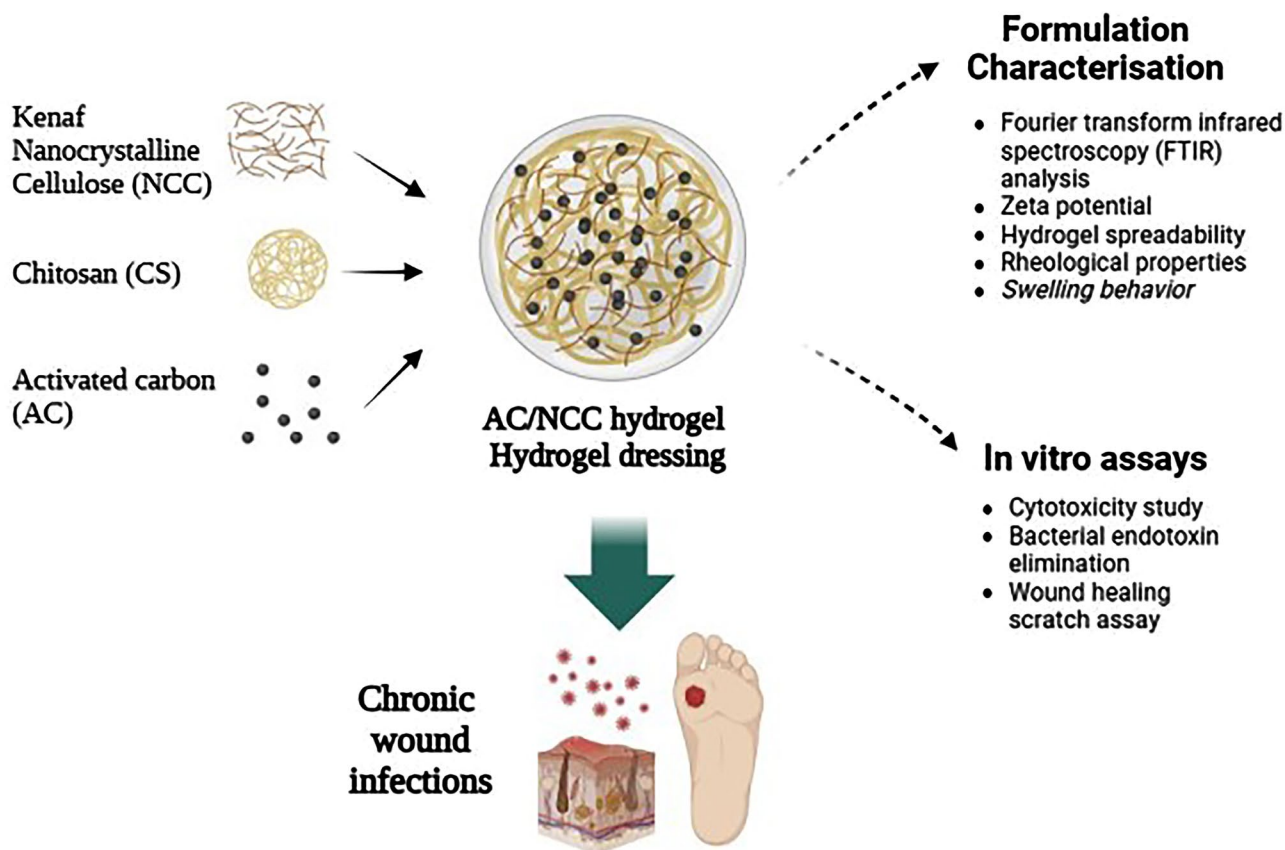 Kenaf
Nanocrystalline
Cellulose (NCC)
Chitosan (CS)
Activated carbon
(AC)
AC/NCC hydrogel
Hydrogel dressing
Chronic
wound
infections
Formulation
Characterisation
• Fourier transform infrared
spectroscopy (FTIR)
analysis
• Zeta potential
• Hydrogel spreadability
• Rheological properties
• Swelling behavior
In vitro assays
• Cytotoxicity study
• Bacterial endotoxin
elimination
• Wound healing
scratch assay